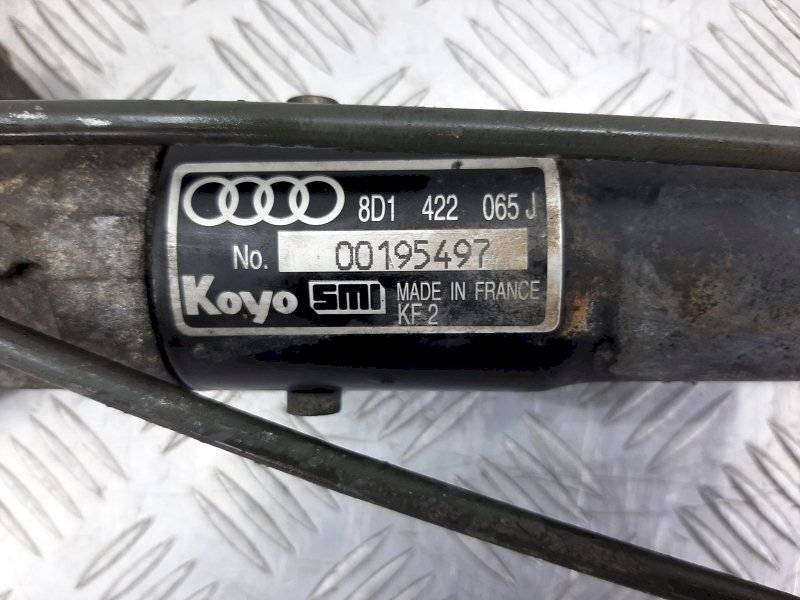 8D1 422 065 J
No. 00195497
Koyo SMI MADE IN FRANCE
KF 2